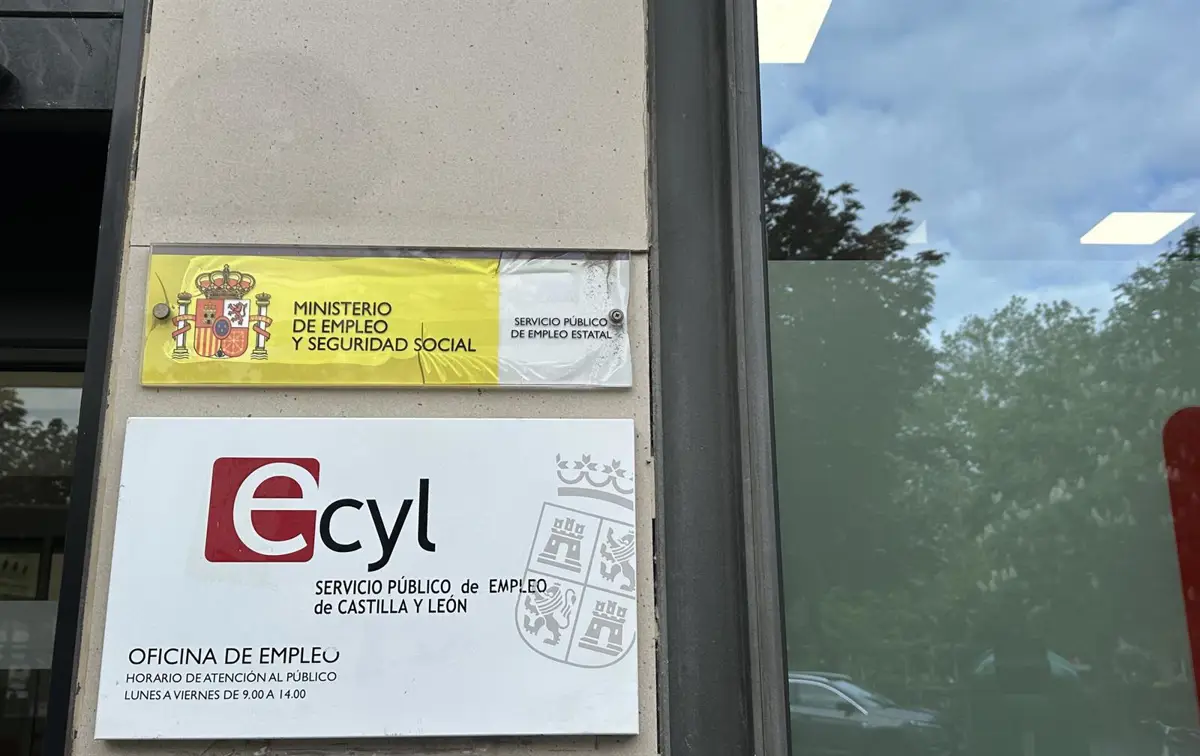 MINISTERIO
DE EMPLEO
Y SEGURIDAD SOCIAL
SERVICIO PÚBLICO
DE EMPLEO ESTATAL
ecyl
SERVICIO PÚBLICO de EMPLEO
de CASTILLA Y LEÓN
OFICINA DE EMPLEO
HORARIO DE ATENCIÓN AL PÚBLICO
LUNES A VIERNES DE 9.00 A 14.00